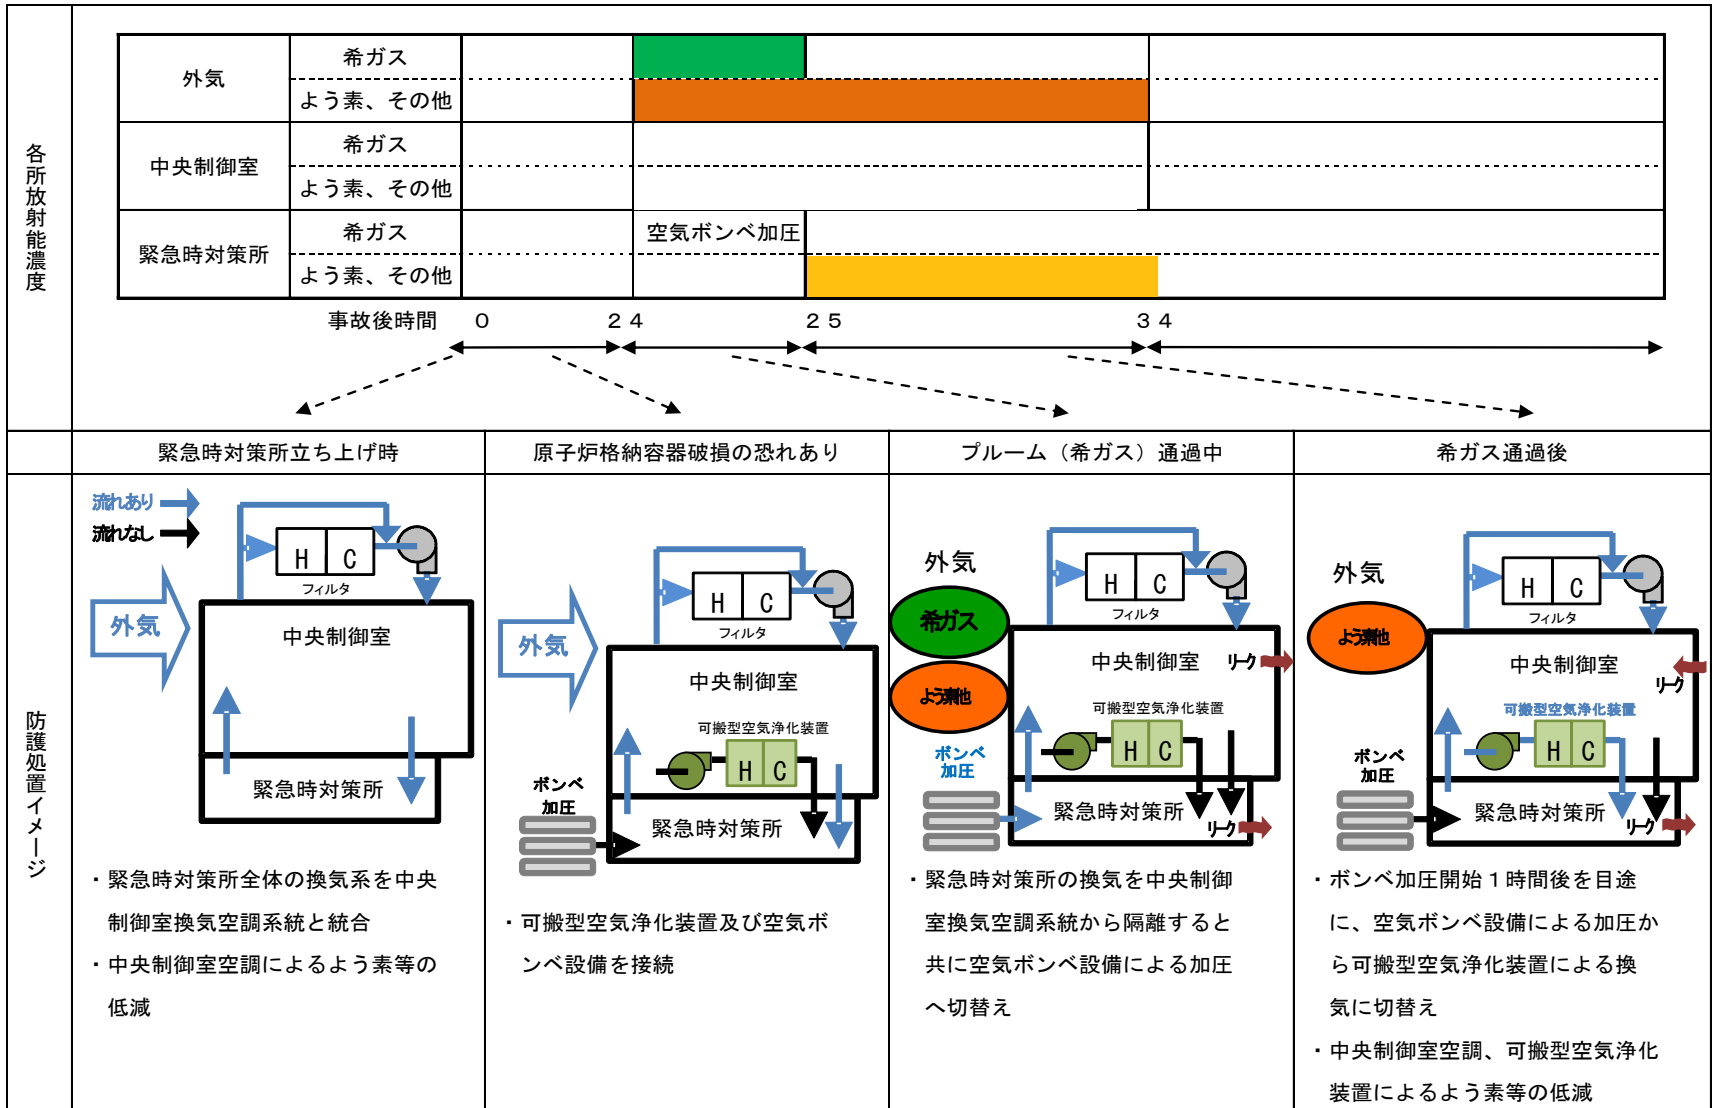 各所放射能濃度
外気
希ガス
よう素、その他
中央制御室
希ガス
よう素、その他
緊急時対策所
希ガス
空気ボンベ加圧
よう素、その他
事故後時間 ０ ２４ ２５ ３４
防護処置イメージ
緊急時対策所立ち上げ時
流れあり
流れなし
H C
フィルタ
外気
中央制御室
緊急時対策所
・緊急時対策所全体の換気系を中央
制御室換気空調系統と統合
・中央制御室空調によるよう素等の
低減
原子炉格納容器破損の恐れあり
H C
フィルタ
外気
中央制御室
可搬型空気浄化装置
H C
ボンベ
加圧
緊急時対策所
・可搬型空気浄化装置及び空気ボ
ンベ設備を接続
プルーム（希ガス）通過中
外気
H C
フィルタ
希ガス
中央制御室
リーク
よう素他
可搬型空気浄化装置
H C
ボンベ
加圧
緊急時対策所
リーク
・緊急時対策所の換気を中央制御
室換気空調系統から隔離すると
共に空気ボンベ設備による加圧
へ切替え
希ガス通過後
外気
H C
フィルタ
よう素他
中央制御室
リーク
可搬型空気浄化装置
H C
ボンベ
加圧
緊急時対策所
リーク
・ボンベ加圧開始１時間後を目途
に、空気ボンベ設備による加圧か
ら可搬型空気浄化装置による換
気に切替え
・中央制御室空調、可搬型空気浄化
装置によるよう素等の低減